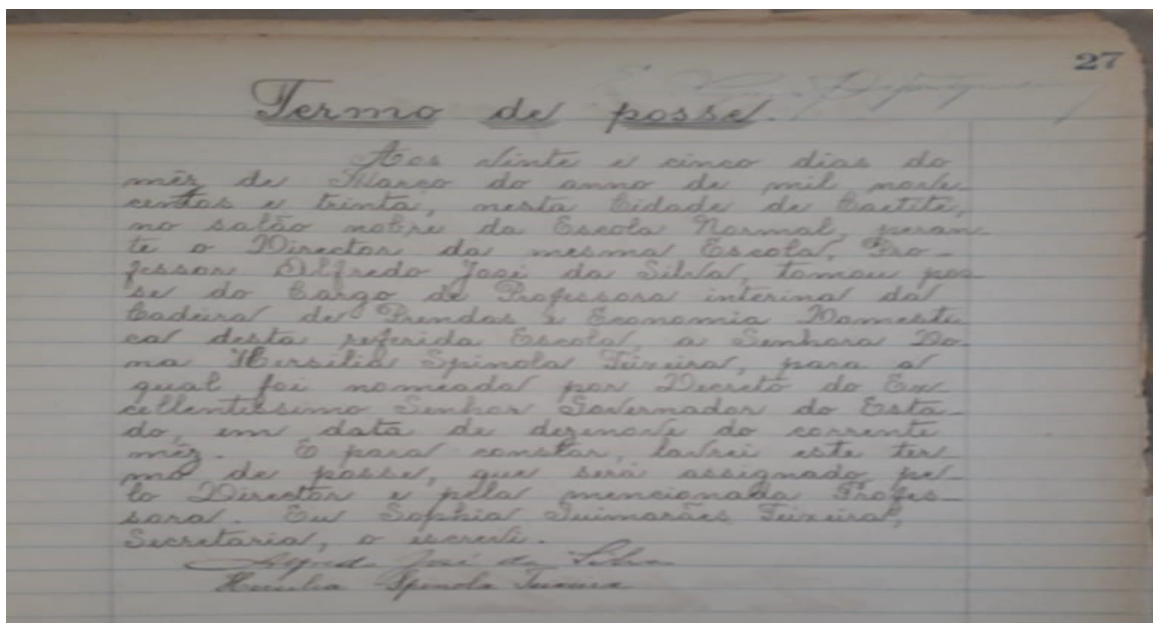 27
Termo de posse.
Aos vinte e cinco dias do
mêz de Março do anno de mil nove-
centos e trinta, nesta Cidade de Caetité,
no salão nobre da Escola Normal, peran-
te o Director da mesma Escola, Pro-
fessor Alfredo José da Silva, tomou pos-
se do Cargo de Professora interina da
Cadeira de Prendas e Economia Domesti-
ca desta referida Escola, a Senhora Do-
na Hersilia Spinola Teixeira, para a
qual foi nomeada por Decreto do Ex-
cellentissimo Senhor Governador do Esta-
do, em data de dezenove do corrente
mêz. E para constar, lavrei este ter-
mo de posse, que será assignado pe-
lo Director e pela mencionada Profes-
sora. Eu Sophia Guimarães Teixeira,
Secretaria, o escrevi.
Alfredo José da Silva
Hersilia Spinola Teixeira